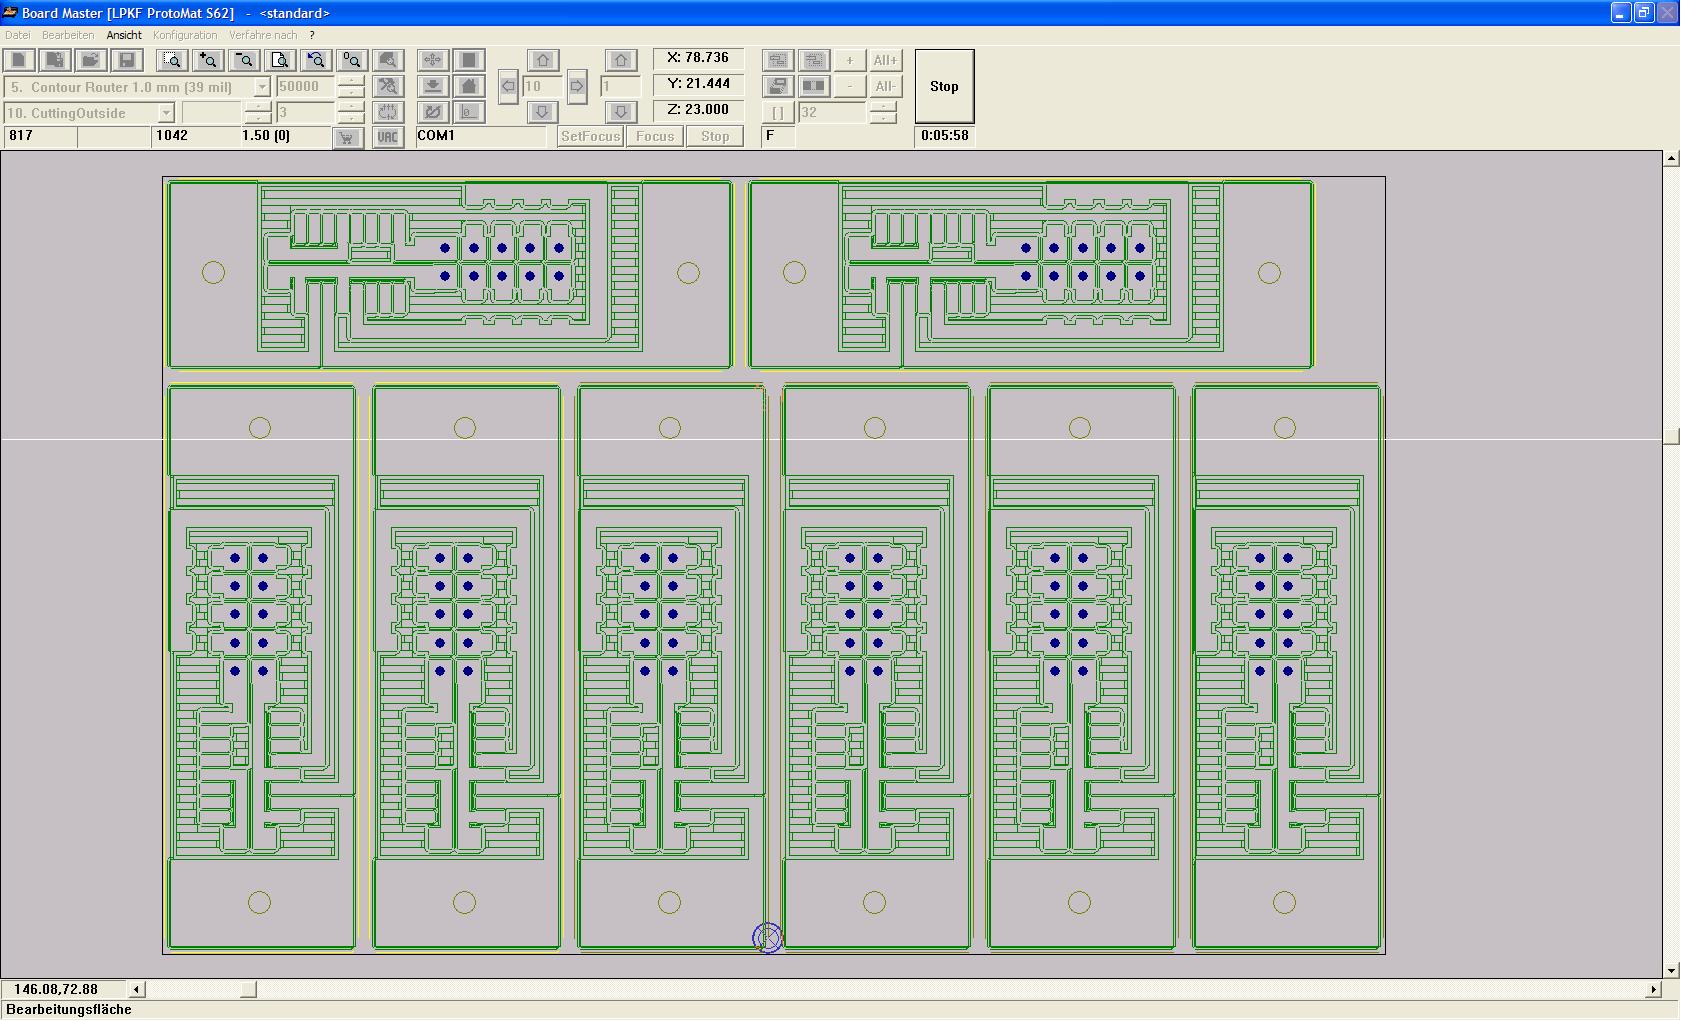 Board Master [LPKF ProtoMat S62] - <standard>
Datei Bearbeiten Ansicht Konfiguration Verfahre nach ?
X: 78.736
All+
5. Contour Router 1.0 mm (39 mil) 50000
10
1
Y: 21.444
All-
Stop
10. CuttingOutside 3
Z: 23.000
[ ] 32
817 1042 1.50 (0) VAC COM1 SetFocus Focus Stop F 0:05:58
146.08,72.88
Bearbeitungsfläche